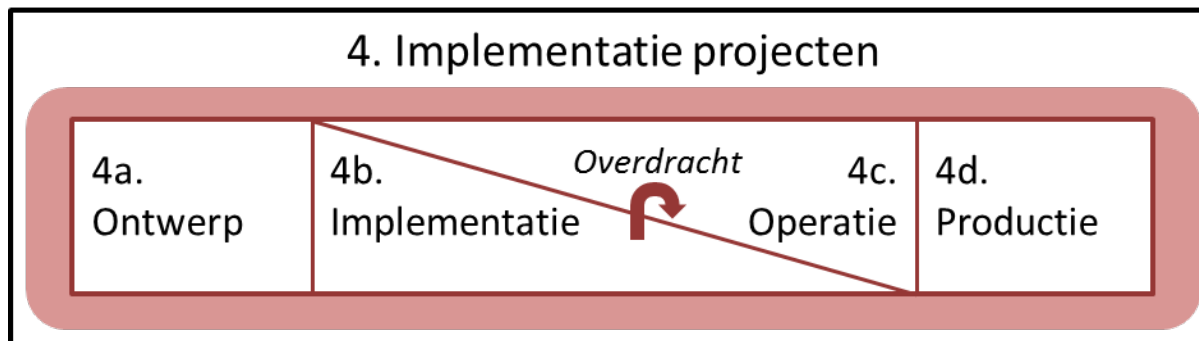 4. Implementatie projecten
4a.
Ontwerp
4b.
Implementatie
Overdracht
4c.
Operatie
4d.
Productie